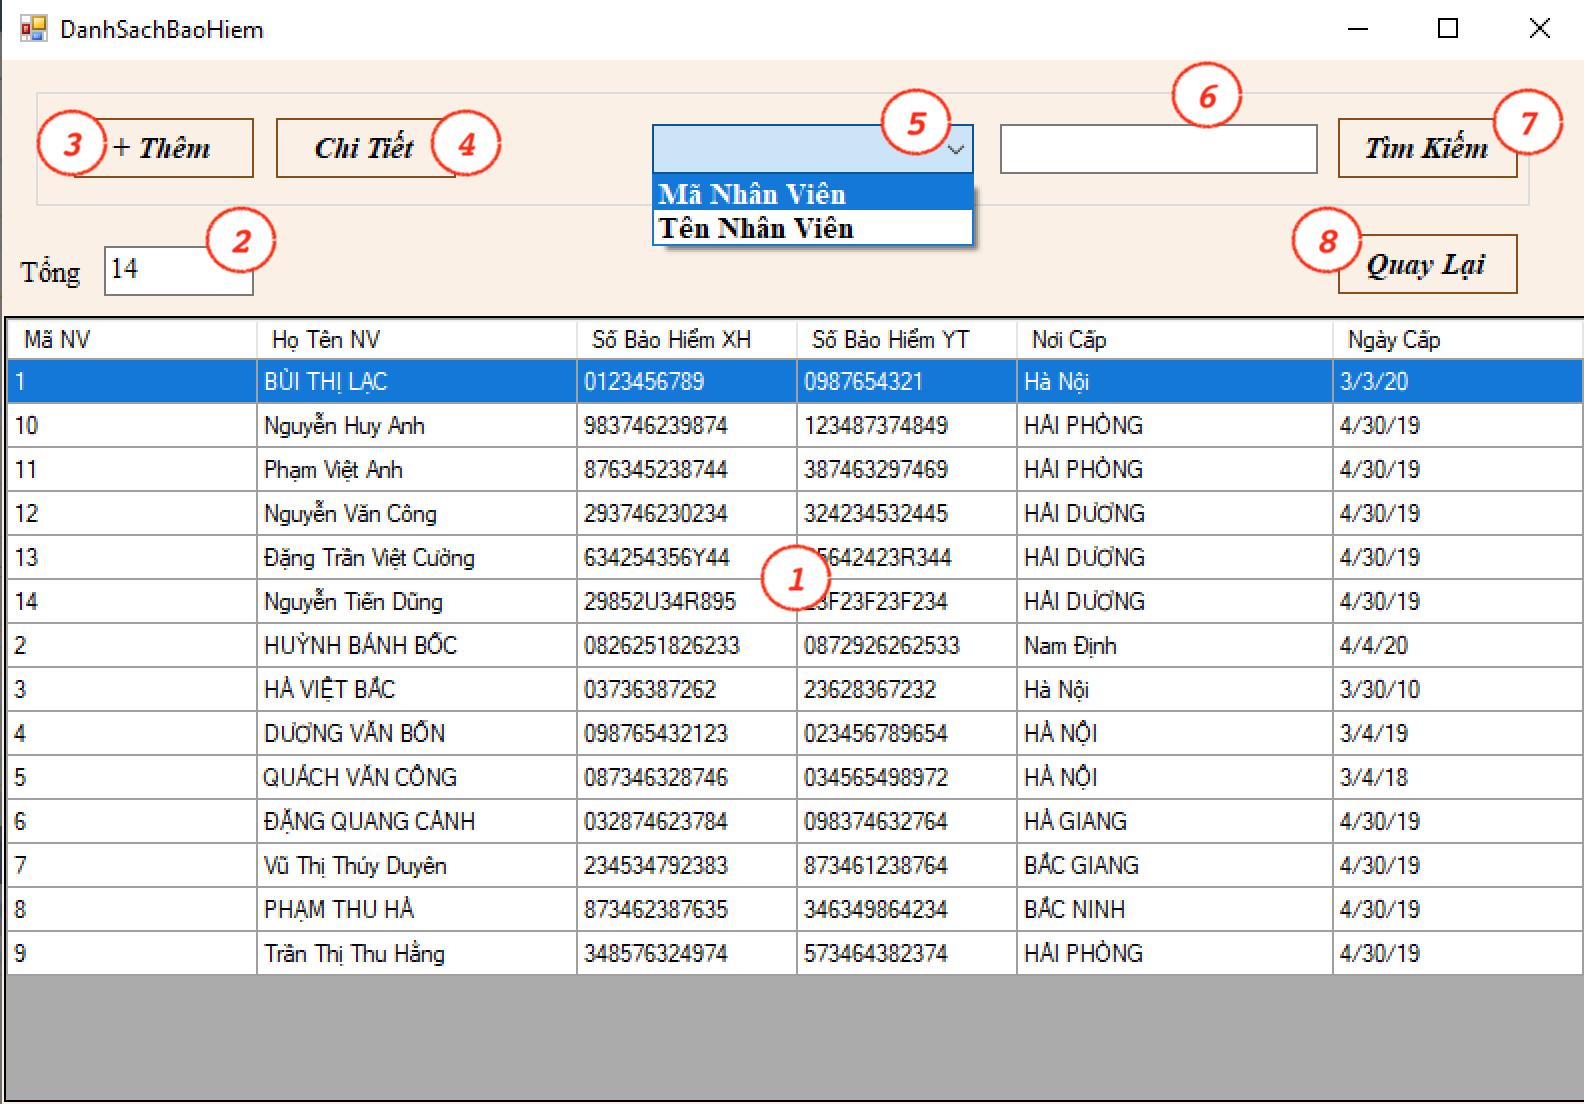 DanhSachBaoHiem
3 + Thêm Chi Tiết 4 5 6 Tìm Kiếm 7
Mã Nhân Viên
Tên Nhân Viên
Tổng 14 2 8 Quay Lại
Mã NV Họ Tên NV Số Bảo Hiểm XH Số Bảo Hiểm YT Nơi Cấp Ngày Cấp
1 BÙI THỊ LẠC 0123456789 0987654321 Hà Nội 3/3/20
10 Nguyễn Huy Anh 983746239874 123487374849 HẢI PHÒNG 4/30/19
11 Phạm Việt Anh 876345238744 387463297469 HẢI PHÒNG 4/30/19
12 Nguyễn Văn Công 293746230234 324234532445 HẢI DƯƠNG 4/30/19
13 Đặng Trần Việt Cường 634254356Y44 HẢI DƯƠNG 4/30/19
1
14 Nguyễn Tiến Dũng 29852U34R895 HẢI DƯƠNG 4/30/19
2 HUỲNH BÁNH BỐC 0826251826233 0872926262533 Nam Định 4/4/20
3 HÀ VIỆT BẮC 03736387262 23628367232 Hà Nội 3/30/10
4 DƯƠNG VĂN BỐN 098765432123 023456789654 HÀ NỘI 3/4/19
5 QUÁCH VĂN CÔNG 087346328746 034565498972 HÀ NỘI 3/4/18
6 ĐẶNG QUANG CẢNH 032874623784 098374632764 HÀ GIANG 4/30/19
7 Vũ Thị Thúy Duyên 234534792383 873461238764 BẮC GIANG 4/30/19
8 PHẠM THU HÀ 873462387635 346349864234 BẮC NINH 4/30/19
9 Trần Thị Thu Hằng 348576324974 573464382374 HẢI PHÒNG 4/30/19